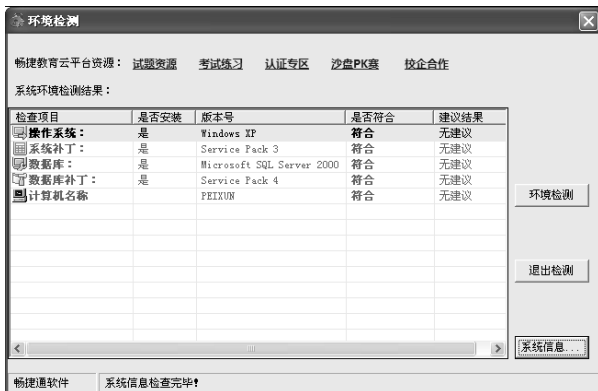 环境检测
畅捷教育云平台资源： 试题资源 考试练习 认证专区 沙盘PK赛 校企合作
系统环境检测结果：
检查项目 是否安装 版本号 是否符合 建议结果
操作系统： 是 Windows XP 符合 无建议
系统补丁： 是 Service Pack 3 符合 无建议
数据库： 是 Microsoft SQL Server 2000 符合 无建议
数据库补丁： 是 Service Pack 4 符合 无建议
计算机名称 PEIXUN 符合 无建议
环境检测
退出检测
系统信息...
畅捷通软件 系统信息检查完毕!